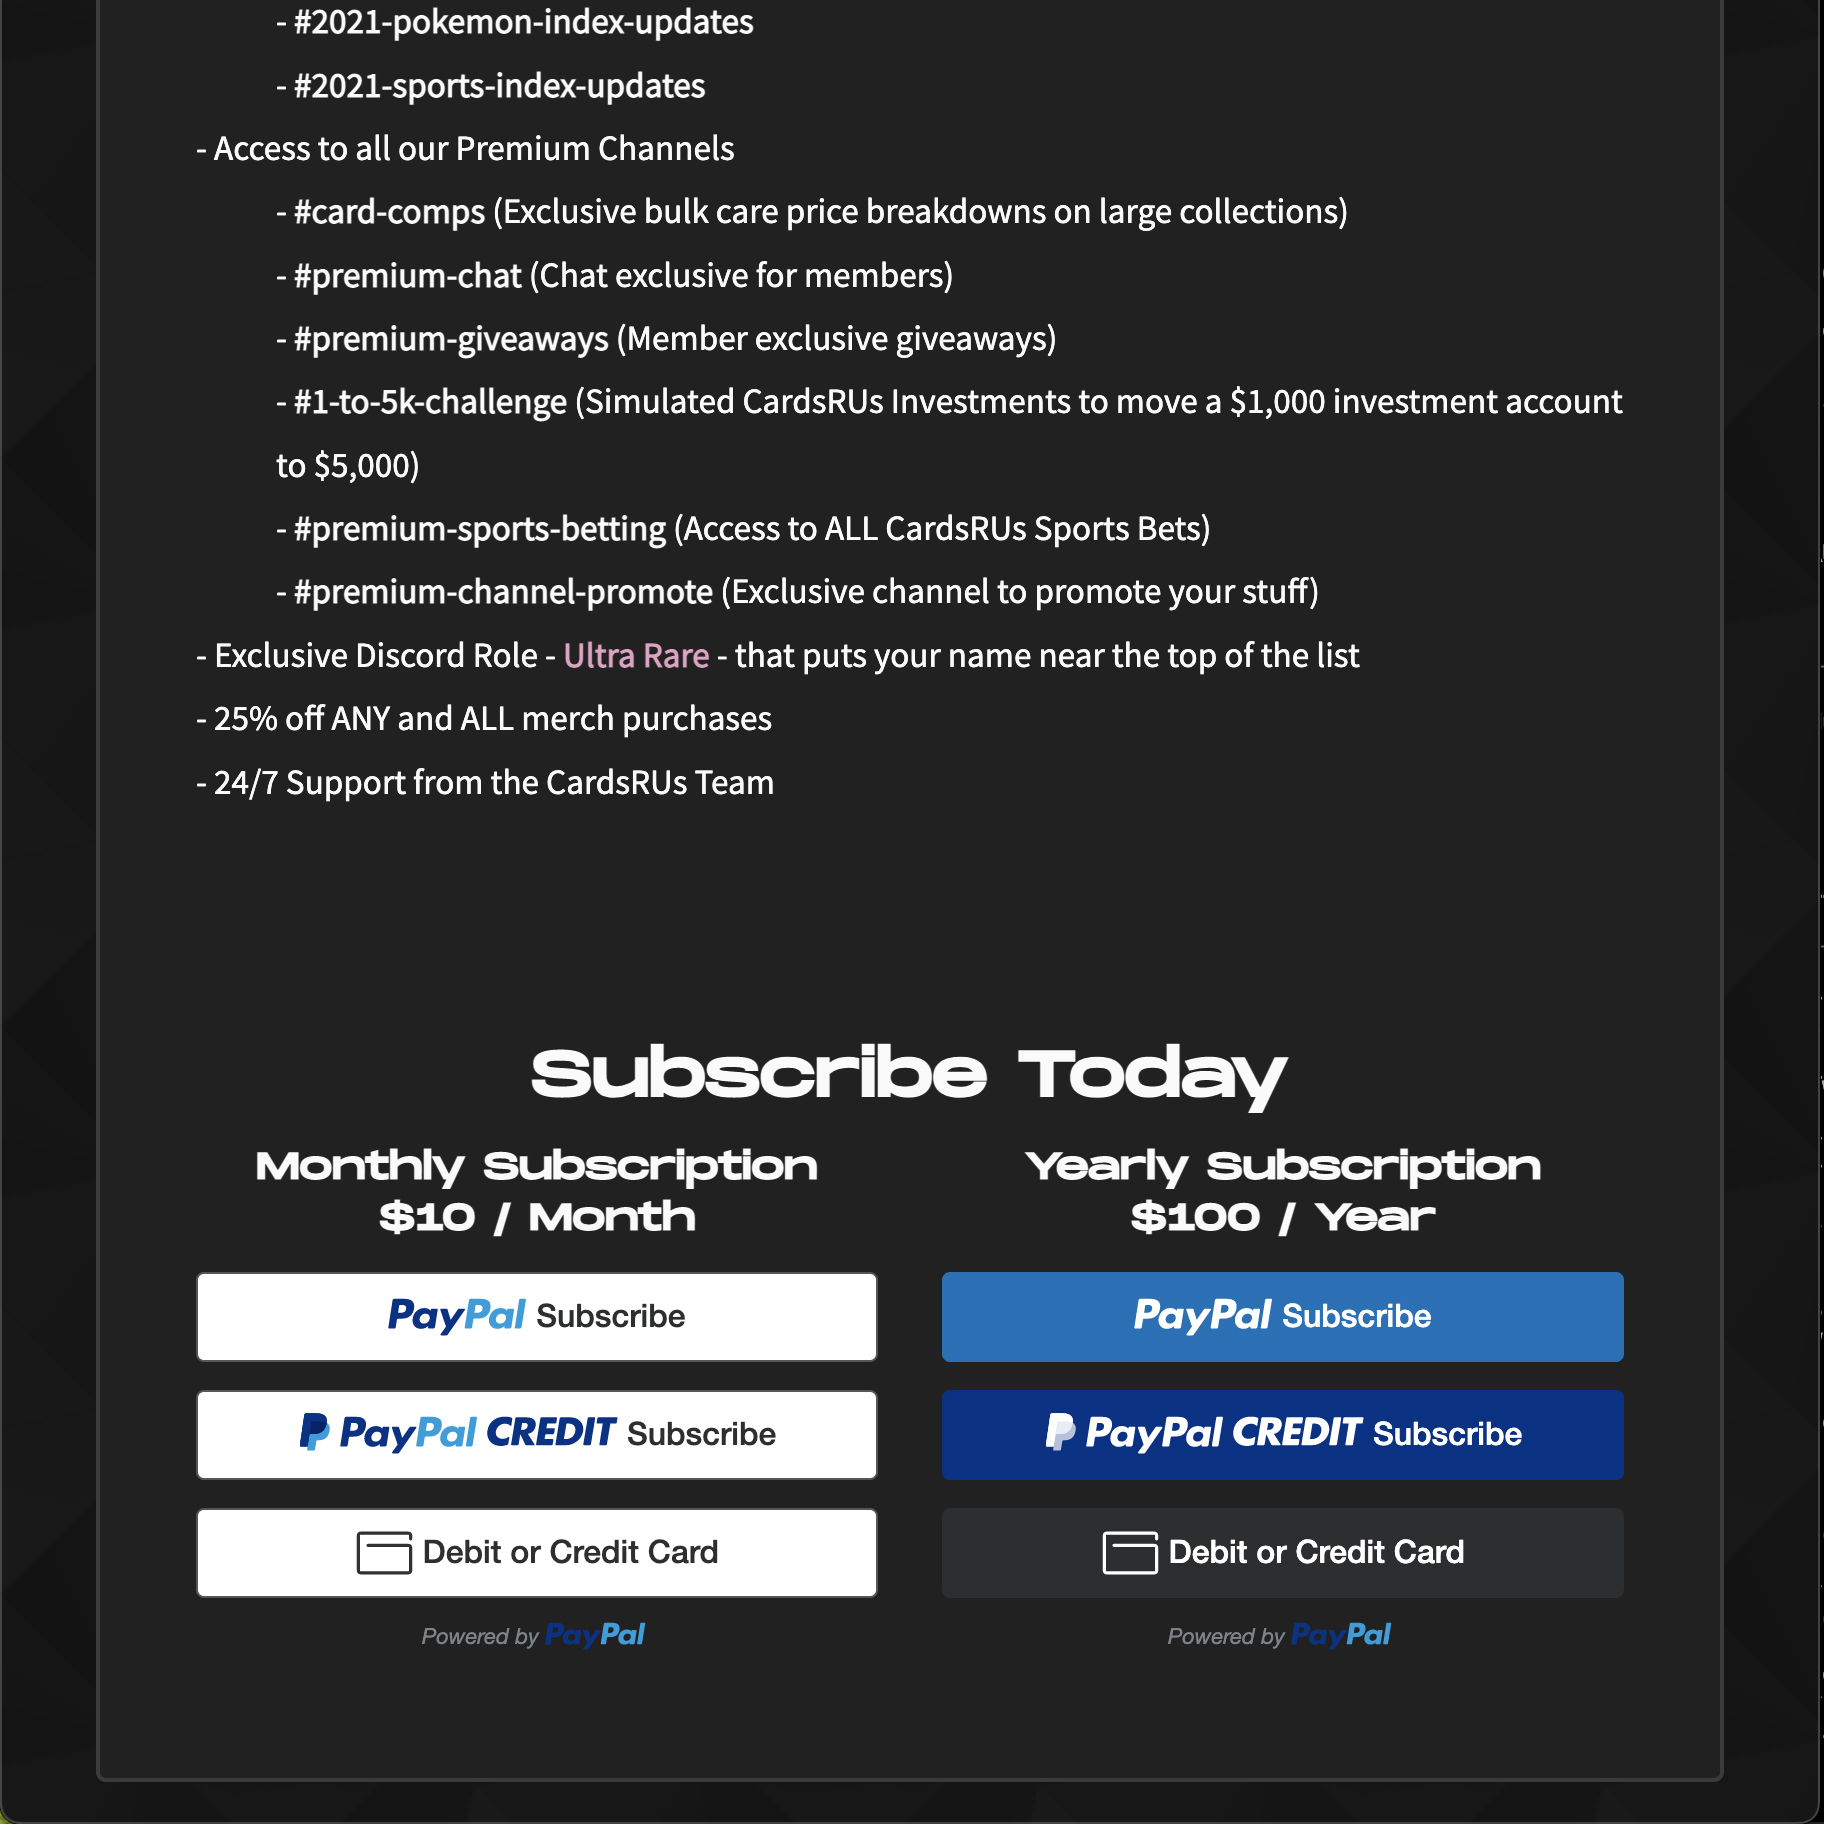 - #2021-pokemon-index-updates
- #2021-sports-index-updates
- Access to all our Premium Channels
- #card-comps (Exclusive bulk care price breakdowns on large collections)
- #premium-chat (Chat exclusive for members)
- #premium-giveaways (Member exclusive giveaways)
- #1-to-5k-challenge (Simulated CardsRUs Investments to move a $1,000 investment account
to $5,000)
- #premium-sports-betting (Access to ALL CardsRUs Sports Bets)
- #premium-channel-promote (Exclusive channel to promote your stuff)
- Exclusive Discord Role - Ultra Rare - that puts your name near the top of the list
- 25% off ANY and ALL merch purchases
- 24/7 Support from the CardsRUs Team
Subscribe Today
Monthly Subscription
$10 / Month
PayPal Subscribe
PayPal CREDIT Subscribe
Debit or Credit Card
Powered by PayPal
Yearly Subscription
$100 / Year
PayPal Subscribe
PayPal CREDIT Subscribe
Debit or Credit Card
Powered by PayPal